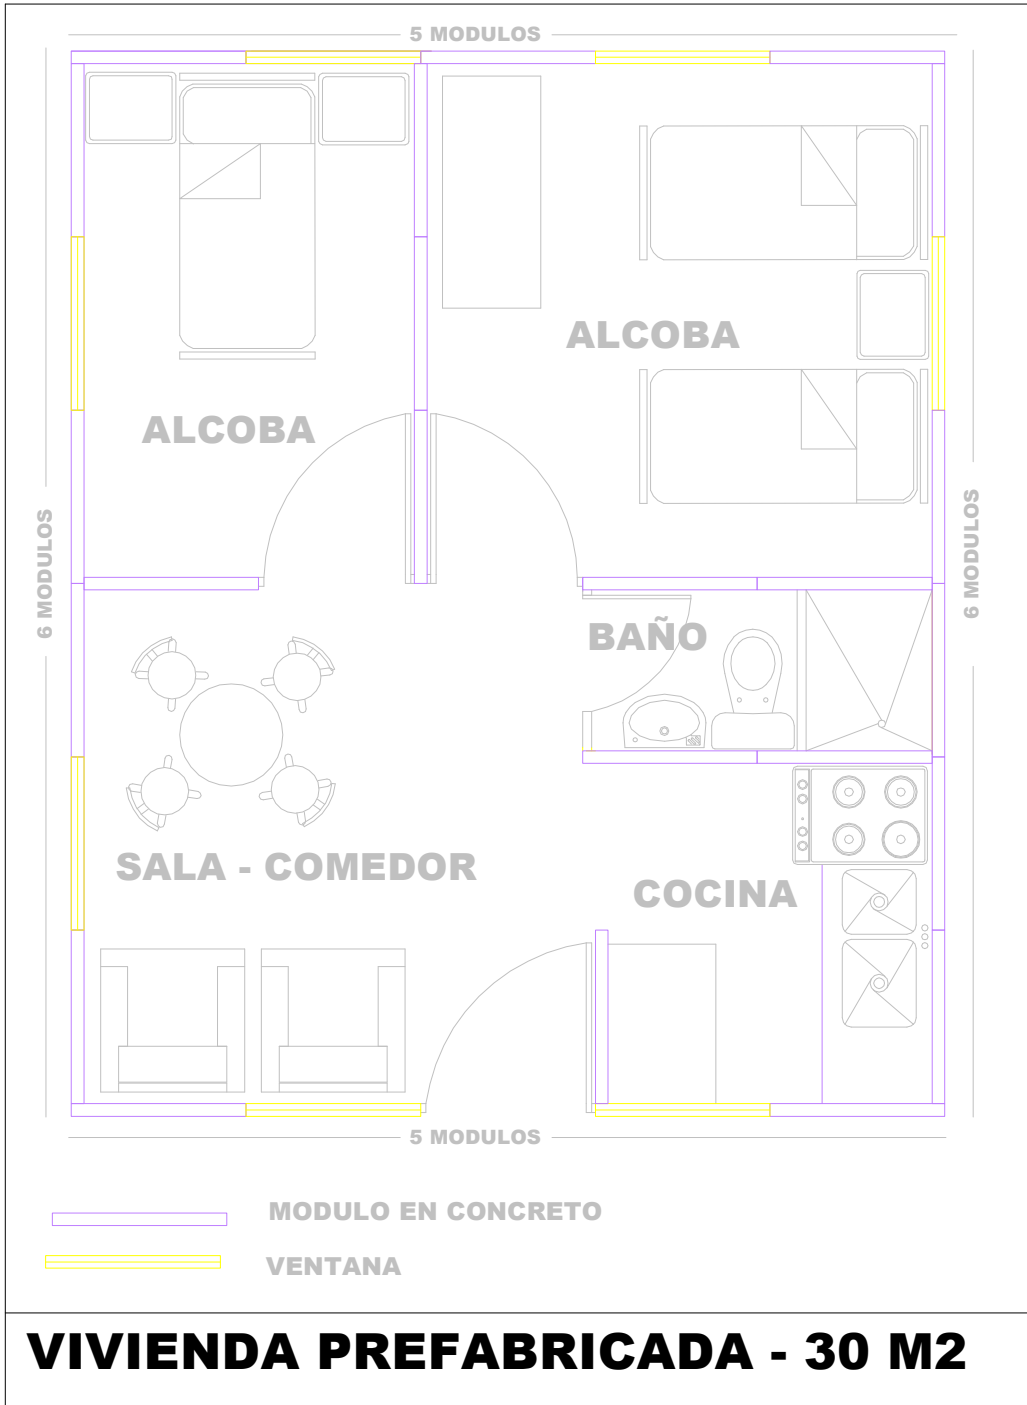 5 MODULOS
ALCOBA
ALCOBA
6 MODULOS
6 MODULOS
BAÑO
SALA - COMEDOR
COCINA
5 MODULOS
MODULO EN CONCRETO
VENTANA
VIVIENDA PREFABRICADA - 30 M2